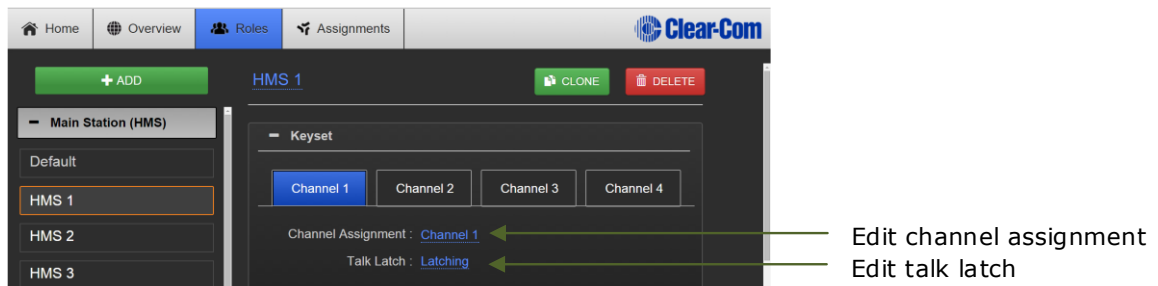 Home Overview Roles Assignments Clear-Com
+ ADD HMS 1 CLONE DELETE
− Main Station (HMS)
− Keyset
Default
Channel 1 Channel 2 Channel 3 Channel 4
HMS 1
HMS 2 Channel Assignment : Channel 1 Edit channel assignment
Talk Latch : Latching Edit talk latch
HMS 3